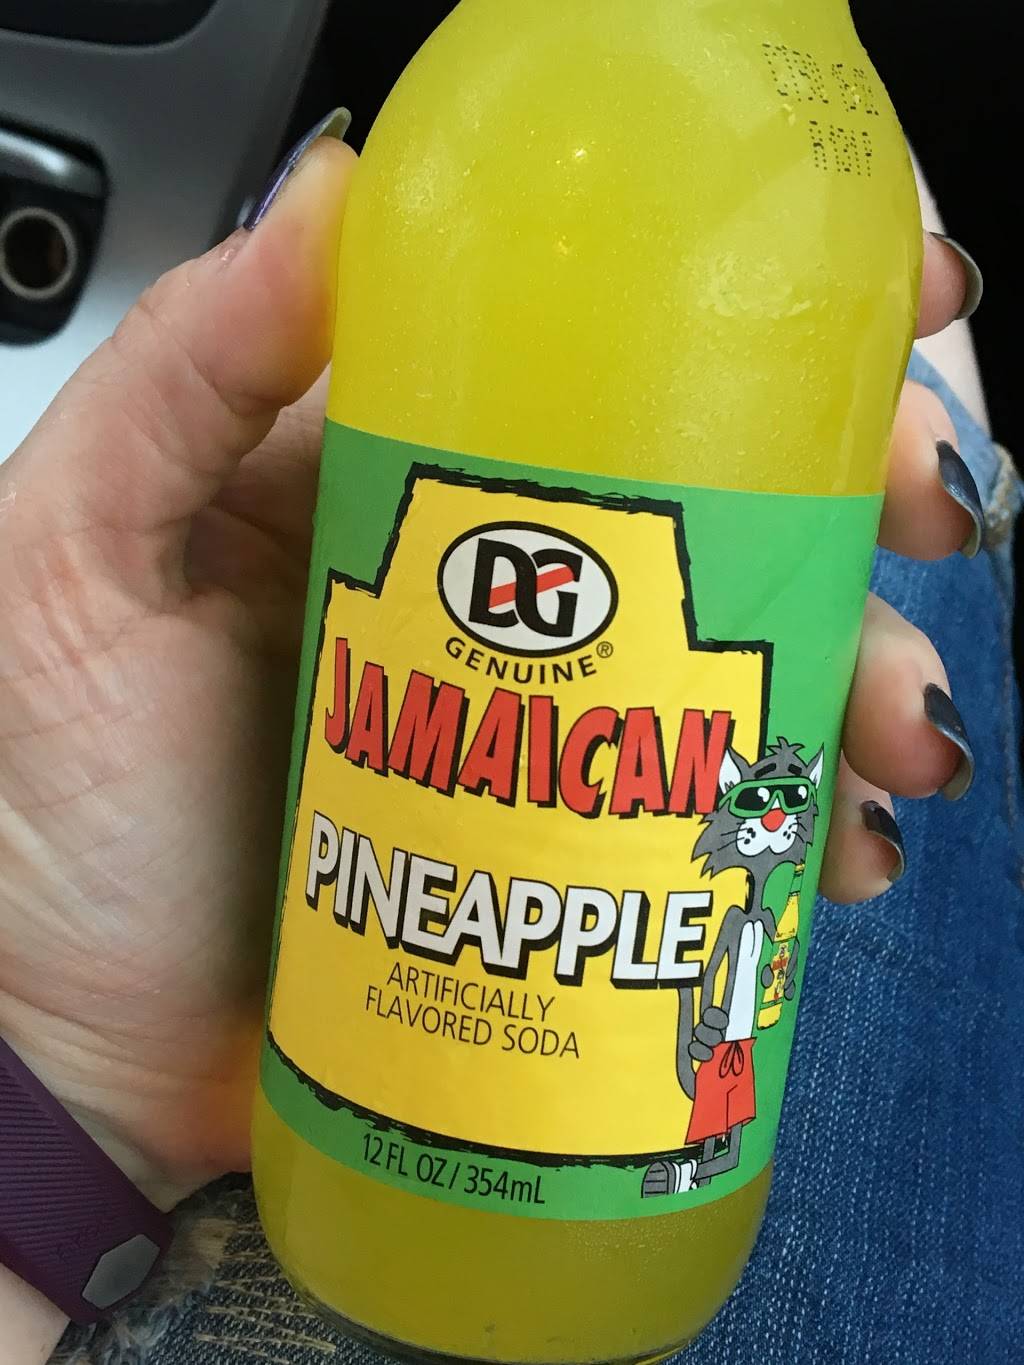 DG
GENUINE®
JAMAICAN
PINEAPPLE
ARTIFICIALLY
FLAVORED SODA
12 FL OZ / 354mL